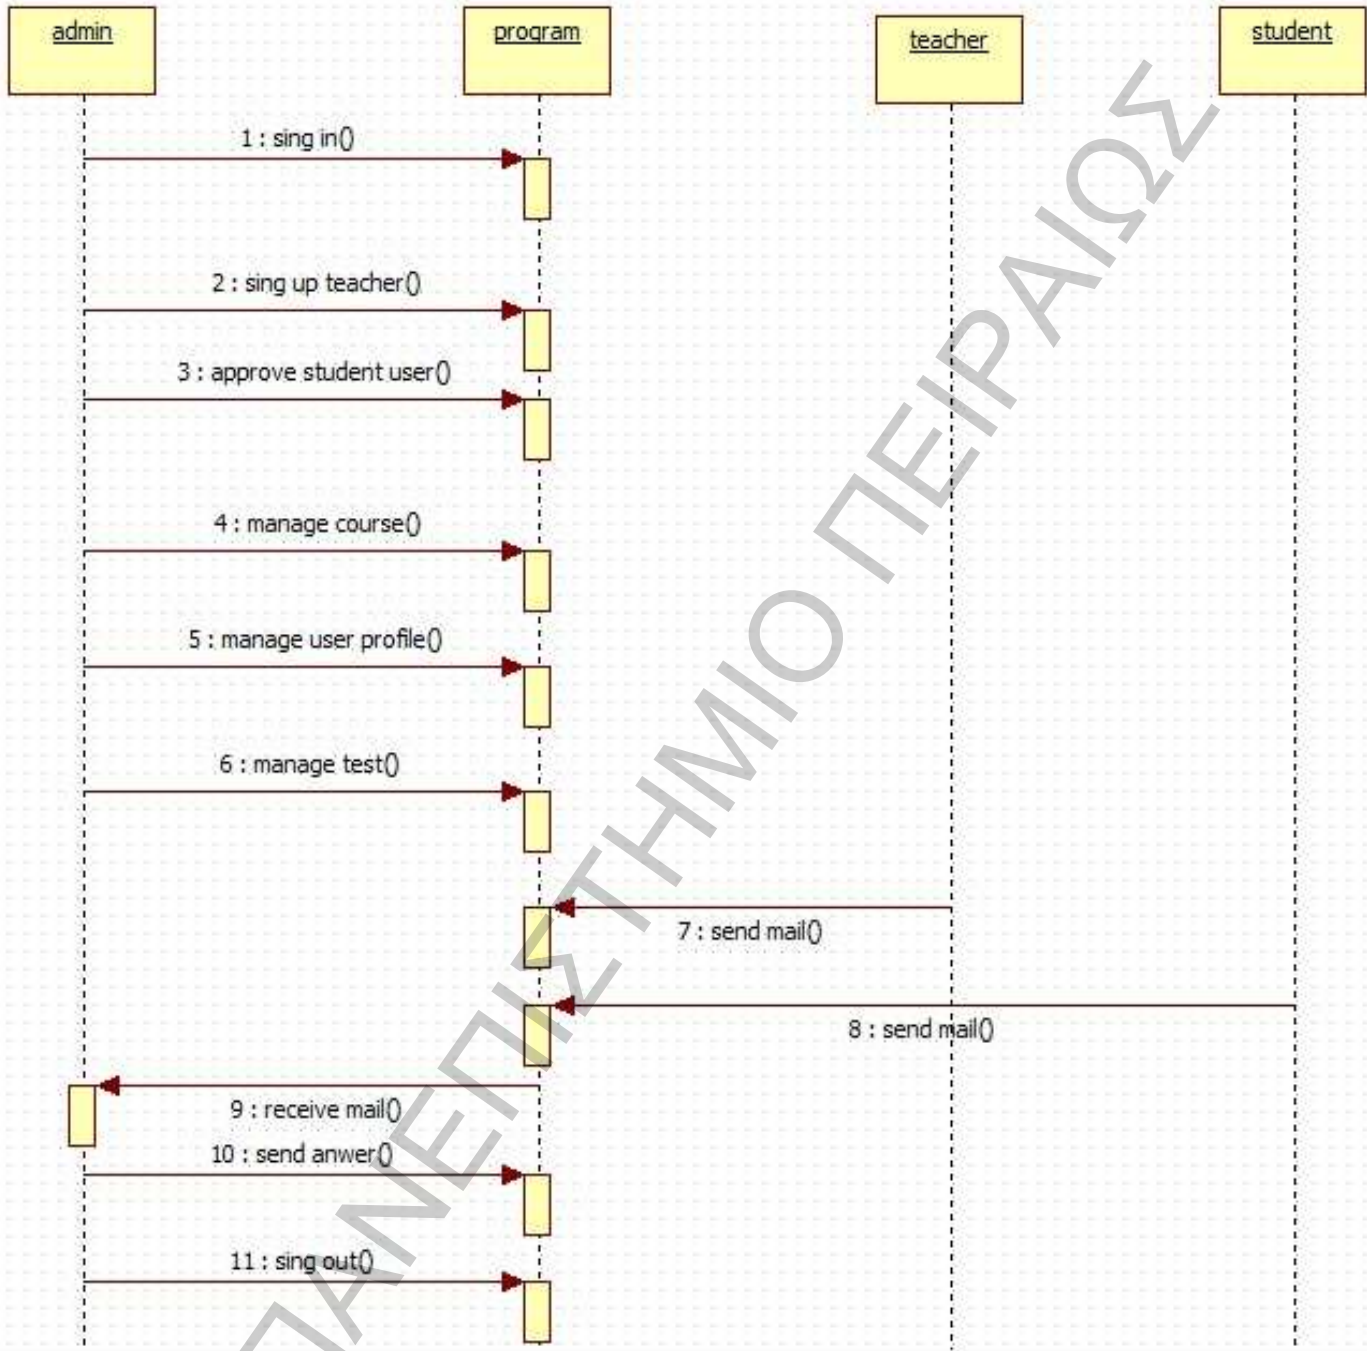 admin
program
teacher
student
1 : sing in()
2 : sing up teacher()
3 : approve student user()
4 : manage course()
5 : manage user profile()
6 : manage test()
7 : send mail()
8 : send mail()
9 : receive mail()
10 : send anwer()
11 : sing out()
ΠΑΝΕΠΙΣΤΗΜΙΟ ΠΕΙΡΑΙΩΣ